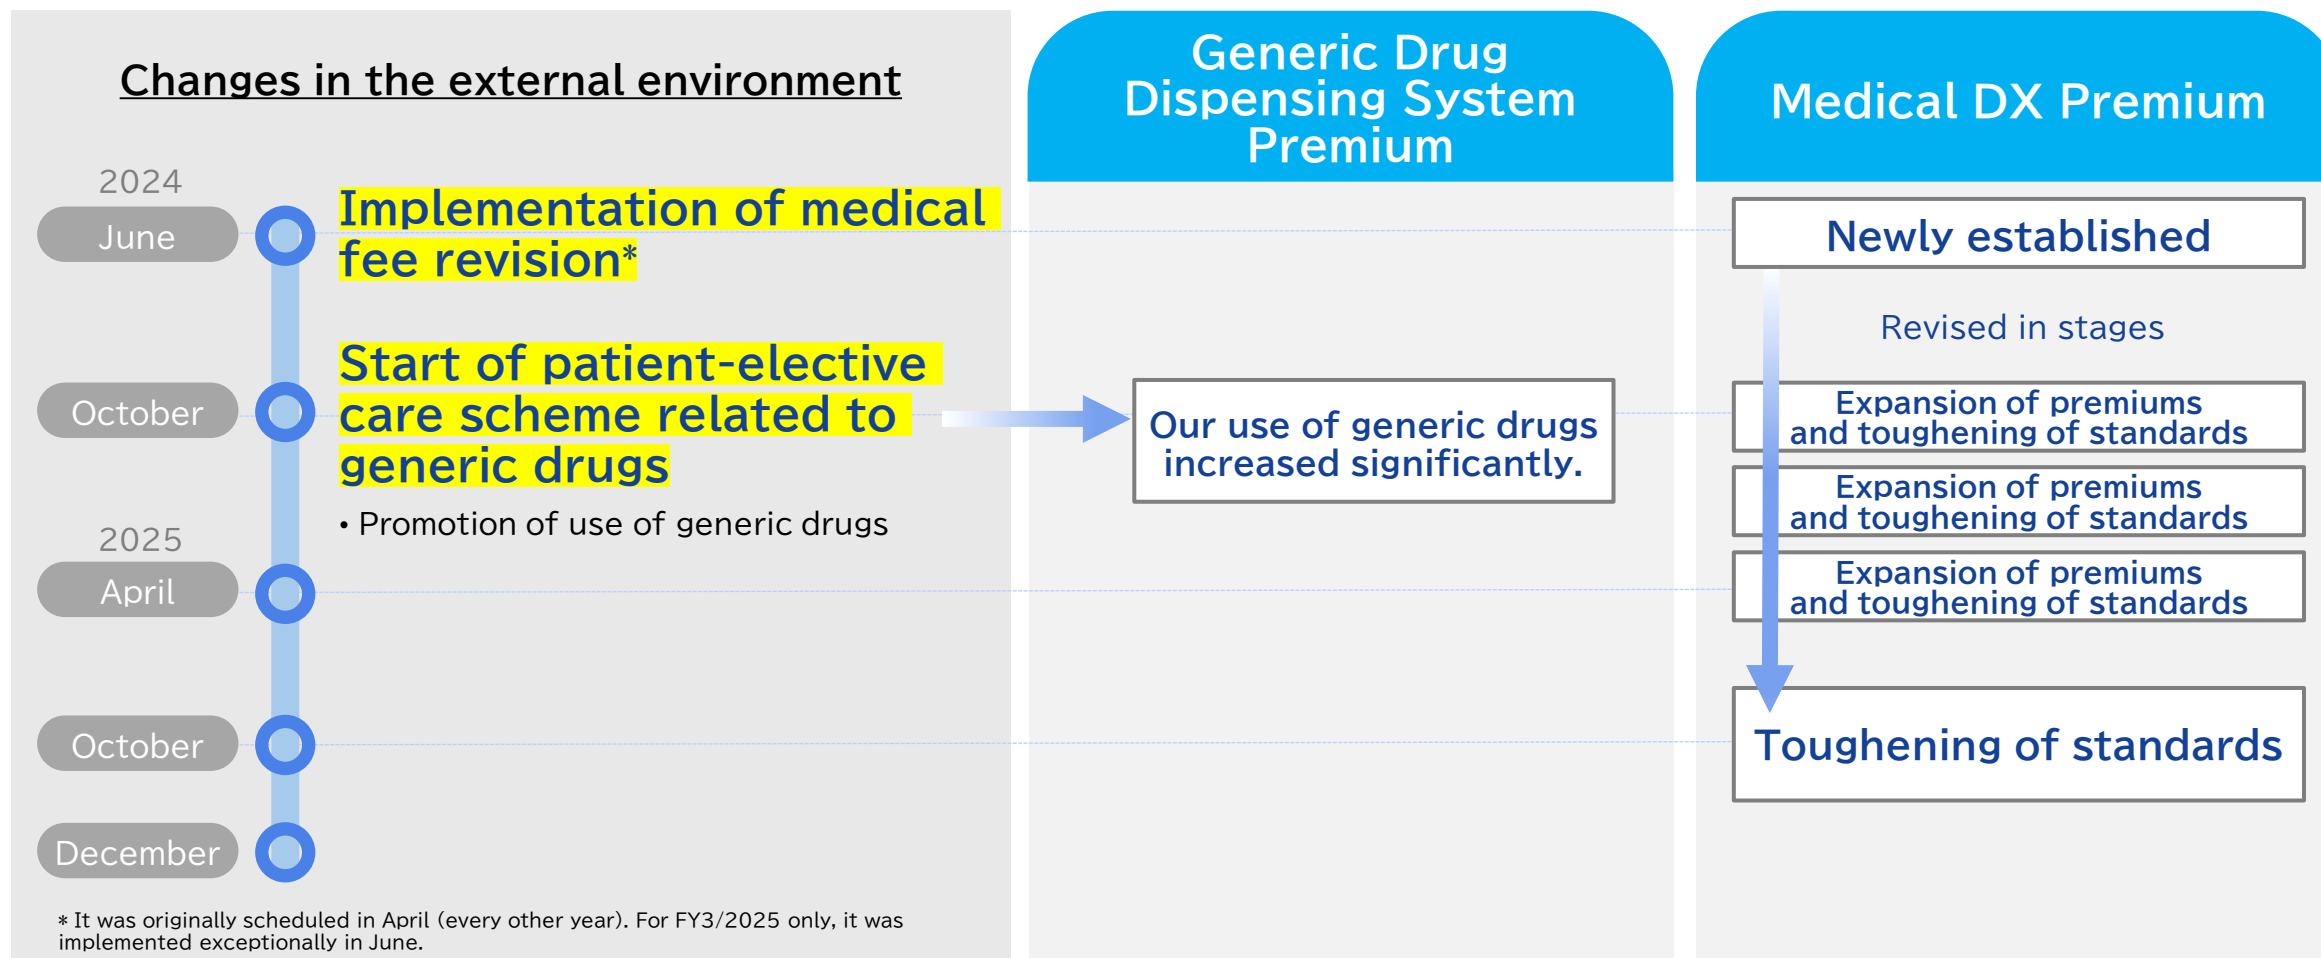 Changes in the external environment
2024
June
Implementation of medical
fee revision*
October
Start of patient-elective
care scheme related to
generic drugs
• Promotion of use of generic drugs
2025
April
October
December
* It was originally scheduled in April (every other year). For FY3/2025 only, it was
implemented exceptionally in June.
Generic Drug
Dispensing System
Premium
Our use of generic drugs
increased significantly.
Medical DX Premium
Newly established
Revised in stages
Expansion of premiums
and toughening of standards
Expansion of premiums
and toughening of standards
Expansion of premiums
and toughening of standards
Toughening of standards